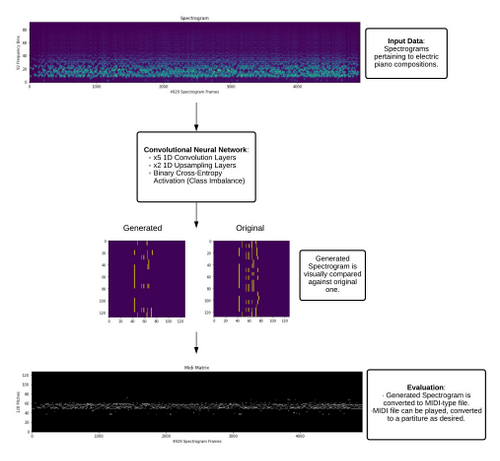 Spectrogram
92 Frequency Bins
80
60
40
20
0
0
1000
2000
3000
4000
4929 Spectrogram Frames
Input Data:
Spectrograms
pertaining to electric
piano compositions.
Convolutional Neural Network:
- x5 1D Convolution Layers
- x2 1D Upsampling Layers
- Binary Cross-Entropy
Activation (Class Imbalance)
Generated
Original
0
20
40
60
80
100
120
0 20 40 60 80 100 120
0
20
40
60
80
100
120
0 20 40 60 80 100 120
Generated
Spectrogram is
visually compared
against original
one.
Midi Matrix
128 Pitches
120
100
80
60
40
20
0
0
1000
2000
3000
4000
4929 Spectrogram Frames
Evaluation:
- Generated Spectrogram is
converted to MIDI-type file.
-MIDI file can be played, converted
to a partiture as desired.